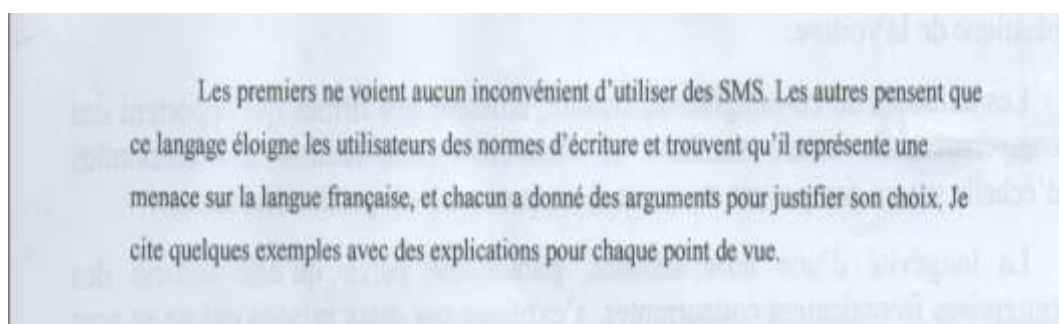 Les premiers ne voient aucun inconvénient d'utiliser des SMS. Les autres pensent que
ce langage éloigne les utilisateurs des normes d'écriture et trouvent qu'il représente une
menace sur la langue française, et chacun a donné des arguments pour justifier son choix. Je
cite quelques exemples avec des explications pour chaque point de vue.